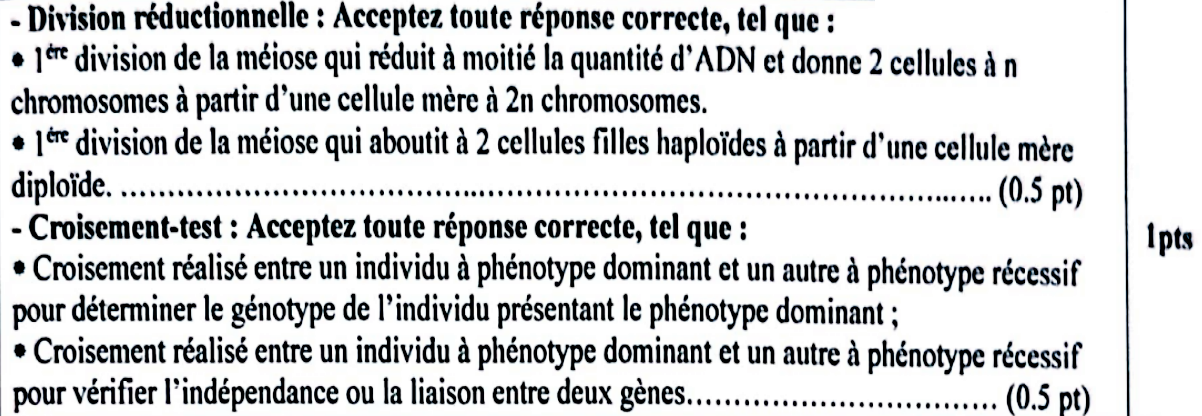 - Division réductionnelle : Acceptez toute réponse correcte, tel que :
• 1ère division de la méiose qui réduit à moitié la quantité d'ADN et donne 2 cellules à n
chromosomes à partir d'une cellule mère à 2n chromosomes.
• 1ère division de la méiose qui aboutit à 2 cellules filles haploïdes à partir d'une cellule mère
diploïde. ........................................................................................ (0.5 pt)
- Croisement-test : Acceptez toute réponse correcte, tel que :
• Croisement réalisé entre un individu à phénotype dominant et un autre à phénotype récessif
pour déterminer le génotype de l'individu présentant le phénotype dominant ;
• Croisement réalisé entre un individu à phénotype dominant et un autre à phénotype récessif
pour vérifier l'indépendance ou la liaison entre deux gènes................................. (0.5 pt)
1pts